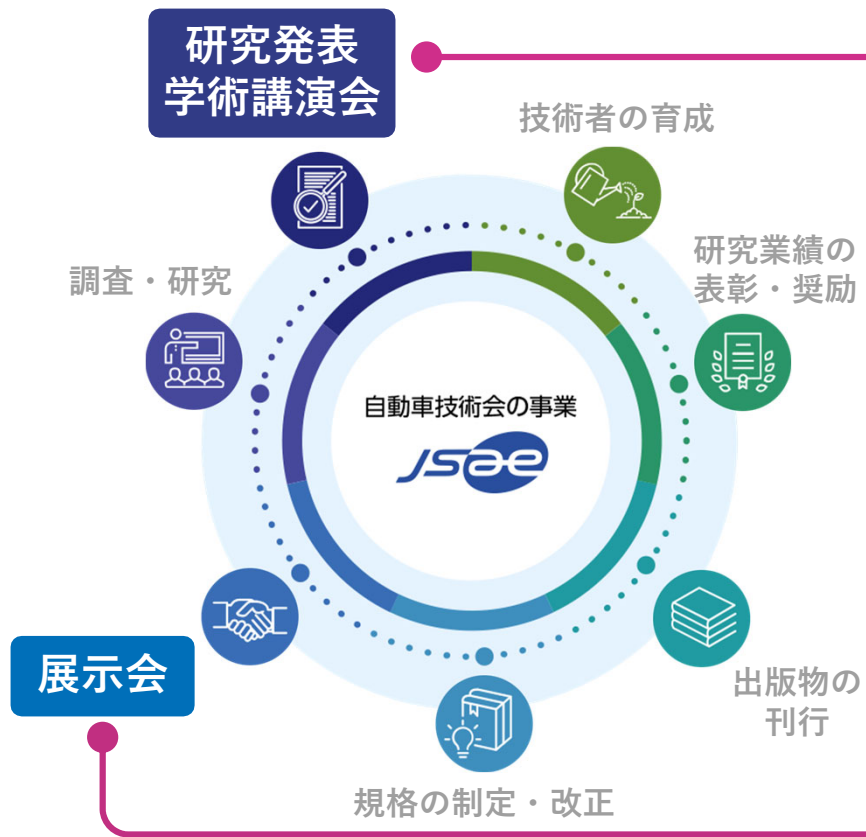 研究発表
学術講演会
技術者の育成
調査・研究
研究業績の
表彰・奨励
自動車技術会の事業
JSAE
展示会
出版物の
刊行
規格の制定・改正